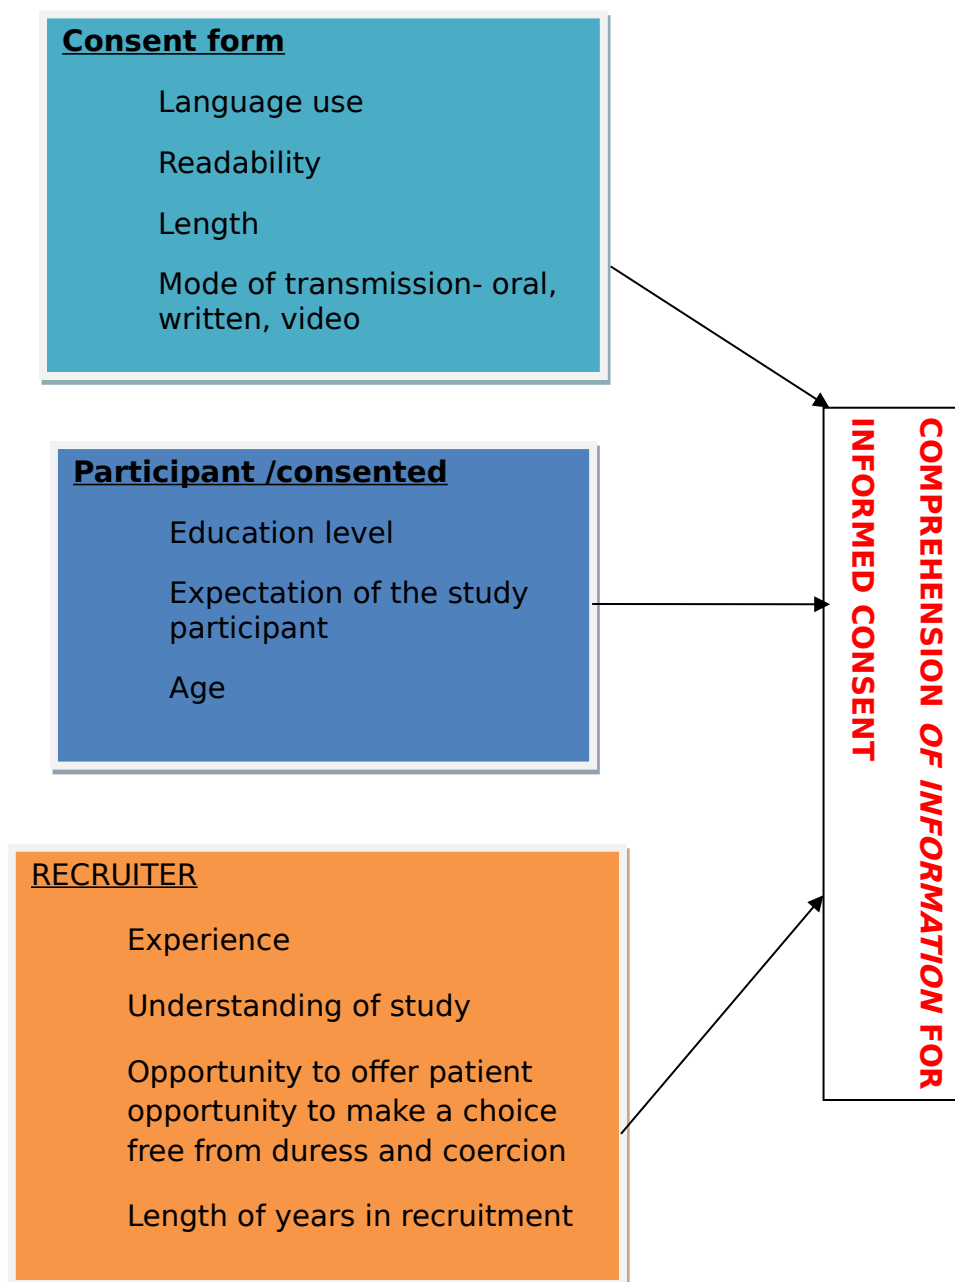 Consent form
Language use
Readability
Length
Mode of transmission- oral,
written, video
Participant /consented
Education level
Expectation of the study
participant
Age
RECRUITER
Experience
Understanding of study
Opportunity to offer patient
opportunity to make a choice
free from duress and coercion
Length of years in recruitment
COMPREHENSION OF INFORMATION FOR
INFORMED CONSENT